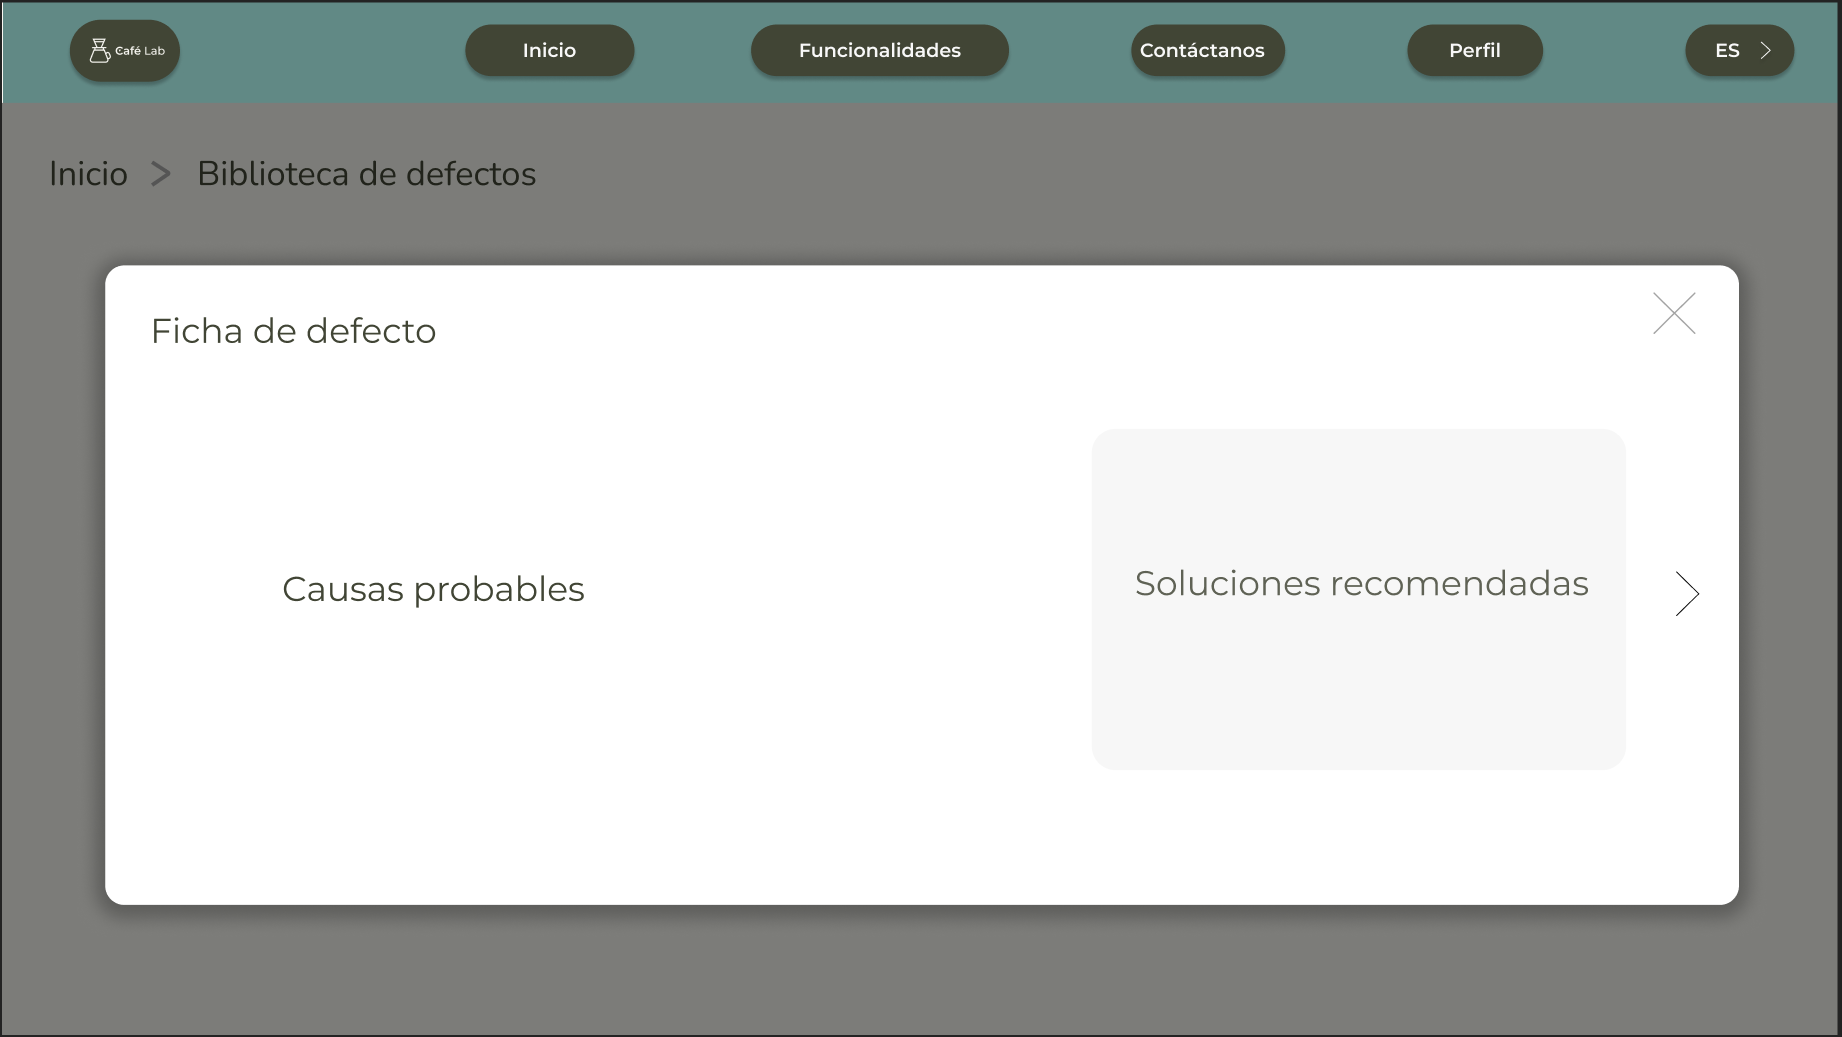 Café Lab
Inicio
Funcionalidades
Contáctanos
Perfil
ES
Inicio > Biblioteca de defectos
Ficha de defecto
Causas probables
Soluciones recomendadas